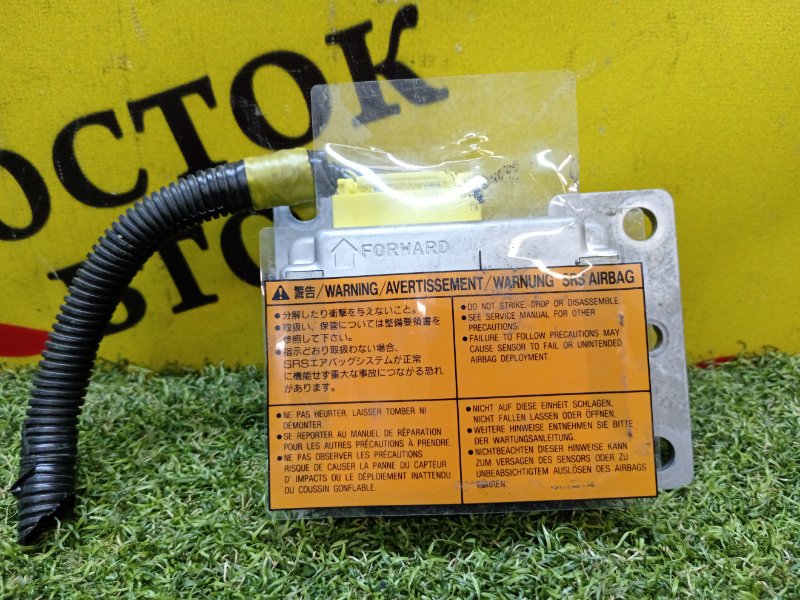 ВОСТОК
ВТО
FORWARD
⚠ 警告/WARNING/AVERTISSEMENT/WARNUNG SRS AIRBAG
● 分解したり衝撃を与えないこと。
● 取扱い、保管については整備要領書を
参照して下さい。
● 指示どおり取扱わない場合、
SRSエアバッグシステムが正常
に機能せず重大な事故につながる恐れ
があります。
● DO NOT STRIKE, DROP OR DISASSEMBLE.
● SEE SERVICE MANUAL FOR OTHER
PRECAUTIONS.
● FAILURE TO FOLLOW PRECAUTIONS MAY
CAUSE SENSOR TO FAIL OR UNINTENDED
AIRBAG DEPLOYMENT.
● NE PAS HEURTER, LAISSER TOMBER NI
DÉMONTER.
● SE REPORTER AU MANUEL DE RÉPARATION
POUR LES AUTRES PRÉCAUTIONS À PRENDRE.
● NE PAS OBSERVER LES PRÉCAUTIONS
RISQUE DE CAUSER LA PANNE DU CAPTEUR
D'IMPACTS OU LE DÉPLOIEMENT INATTENDU
DU COUSSIN GONFLABLE.
● NICHT AUF DIESE EINHEIT SCHLAGEN,
NICHT FALLEN LASSEN ODER ÖFFNEN.
● WEITERE HINWEISE ENTNEHMEN SIE BITTE
DER WARTUNGSANLEITUNG.
● NICHTBEACHTEN DIESER HINWEISE KANN
ZUM VERSAGEN DES SENSORS ODER ZU
UNBEABSICHTIGTEM AUSLÖSEN DES AIRBAGS
FÜHREN.